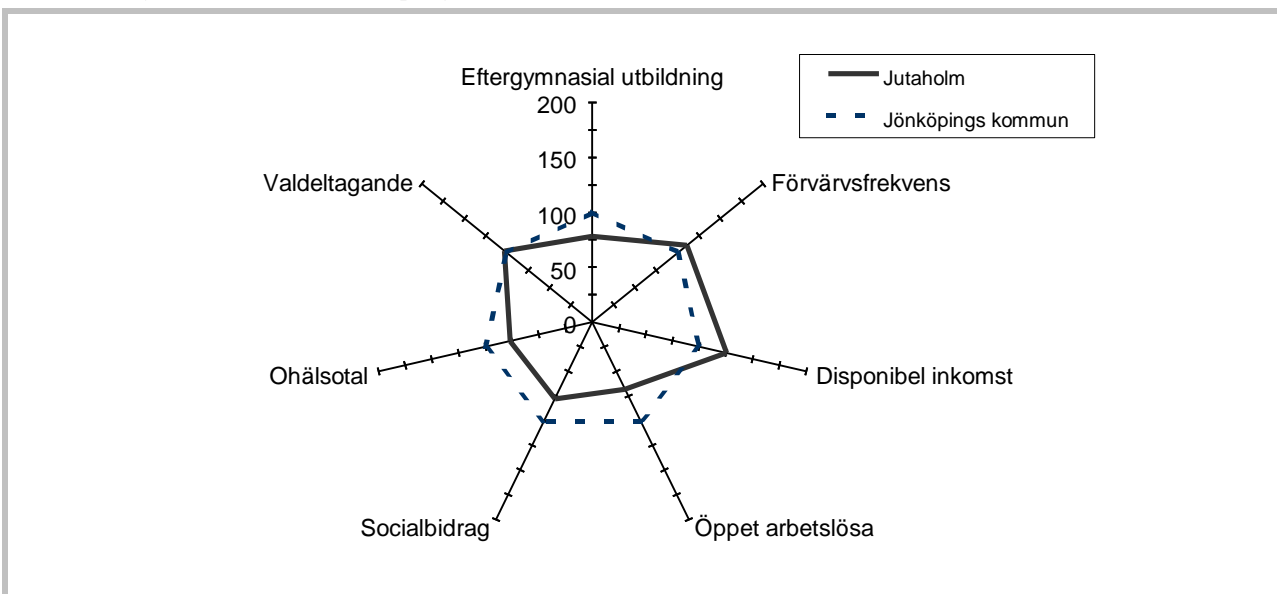 Eftergymnasial utbildning
Jutaholm
Jönköpings kommun
200
150
100
50
0
Valdeltagande
Förvärvsfrekvens
Ohälsotal
Disponibel inkomst
Socialbidrag
Öppet arbetslösa